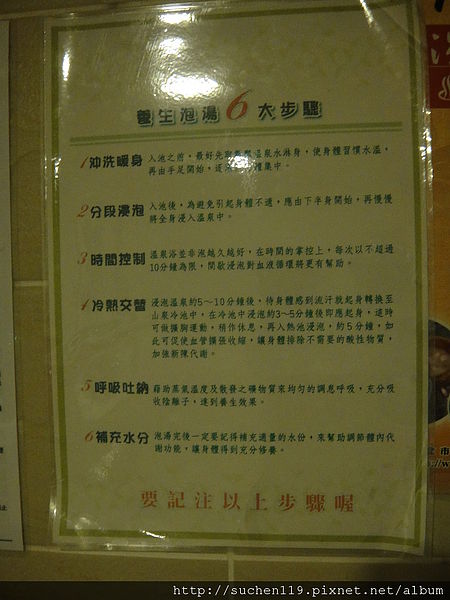 養生泡湯6大步驟
1沖洗暖身
入池之前，最好先 溫泉水淋身，使身體習慣水溫，
再由手足開始，逐 集中。
2分段浸泡
入池後，為避免引起身體不適，應由下半身開始，再慢慢
將全身浸入溫泉中。
3時間控制
溫泉浴並非泡越久越好，在時間的掌控上，每次以不超過
10分鐘為限，間歇浸泡對血液循環將更有幫助。
4冷熱交替
浸泡溫泉約5～10分鐘後，待身體感到流汗就起身轉換至
山泉冷池中，在冷池中浸泡約3～5分鐘後即應起身，這時
可做擴胸運動，稍作休息，再入熱池浸泡，約5分鐘，如
此可促使血管擴張收縮，讓身體排除不需要的酸性物質，
加強新陳代謝。
5呼吸吐納
藉助蒸氣溫度及散發之礦物質來均勻的調息呼吸，充分吸
收陰離子，達到養生效果。
6補充水分
泡湯完後一定要記得補充適量的水份，來幫助調節體內代
謝功能，讓身體得到充分修養。
要記注以上步驟喔
http://suchen119.pixnet.net/album